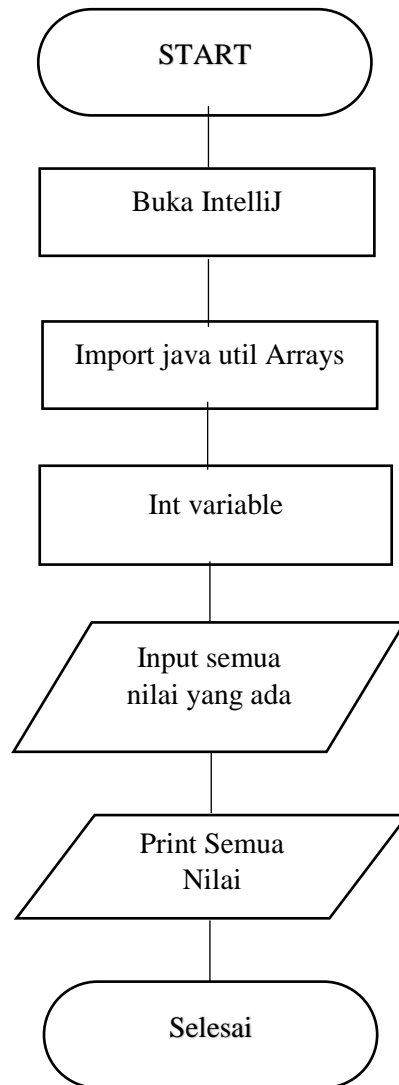 START
Buka IntelliJ
Import java util Arrays
Int variable
Input semua
nilai yang ada
Print Semua
Nilai
Selesai